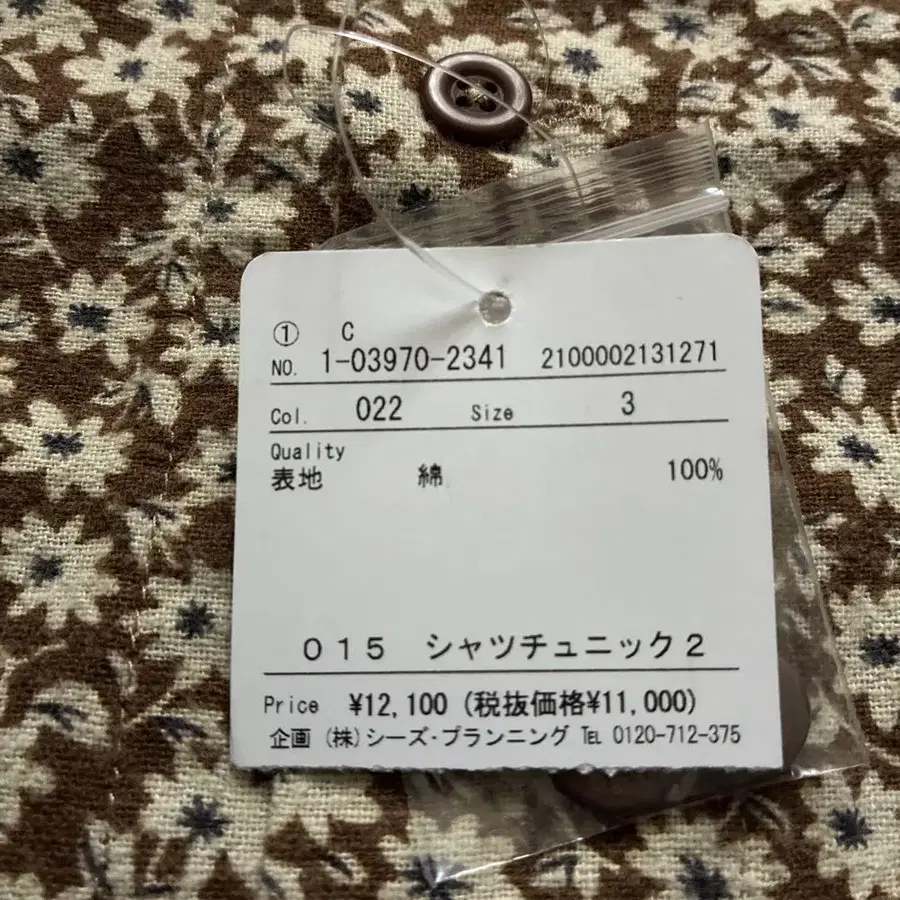 ① C
NO. 1-03970-2341 2100002131271
Col. 022 Size 3
Quality
表地 綿 100%
015 シャツチュニック2
Price ¥12,100 (税抜価格¥11,000)
企画 (株)シーズ・プランニング TEL 0120-712-375